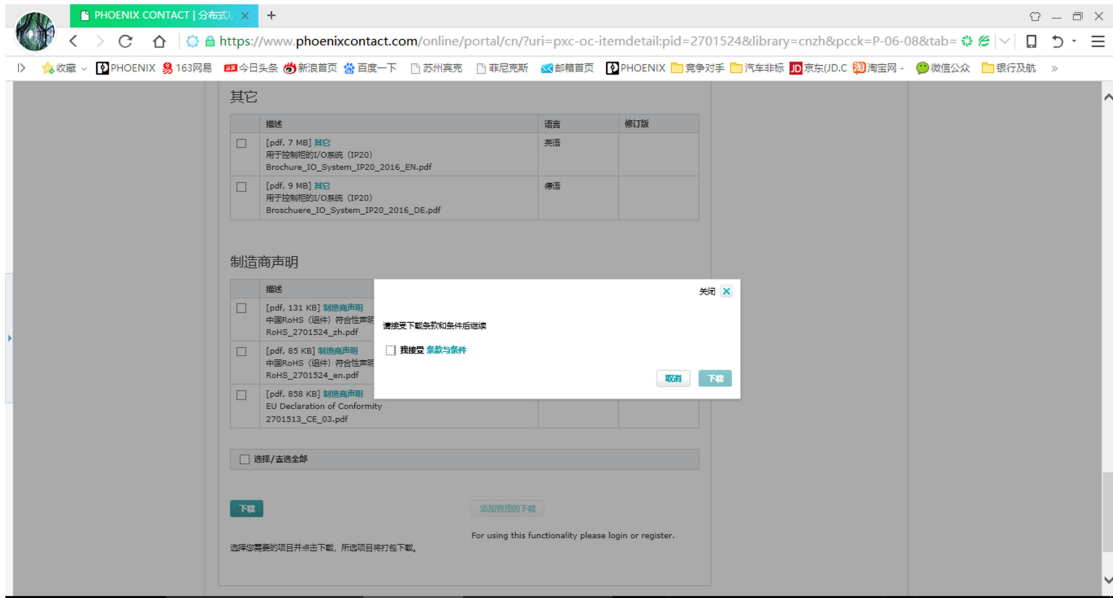 PHOENIX CONTACT | 分布式
https://www.phoenixcontact.com/online/portal/cn/?uri=pxc-oc-itemdetail:pid=2701524&library=cnzh&pcck=P-06-08&tab=
收藏 PHOENIX 163网易 今日头条 新浪首页 百度一下 苏州宾克 菲尼克斯 邮箱首页 PHOENIX 竞争对手 汽车非标 JD 京东(JD.C 淘宝网 - 微信公众 银行及航 »
其它
描述 语言 修订版
[pdf, 7 MB] 其它 英语
用于控制柜的I/O系统（IP20）
Brochure_IO_System_IP20_2016_EN.pdf
[pdf, 9 MB] 其它 德语
用于控制柜的I/O系统（IP20）
Broschuere_IO_System_IP20_2016_DE.pdf
制造商声明
描述
[pdf, 131 KB] 制造商声明
中国RoHS（组件）符合性声明
RoHS_2701524_zh.pdf
[pdf, 85 KB] 制造商声明
中国RoHS（组件）符合性声明
RoHS_2701524_en.pdf
[pdf, 858 KB] 制造商声明
EU Declaration of Conformity
2701513_CE_03.pdf
关闭
请接受下载条款和条件后继续
我接受 条款与条件
取消 下载
选择/去选全部
下载 添加到我的下载
For using this functionality please login or register.
选择您需要的项目并点击下载，所选项目将打包下载。